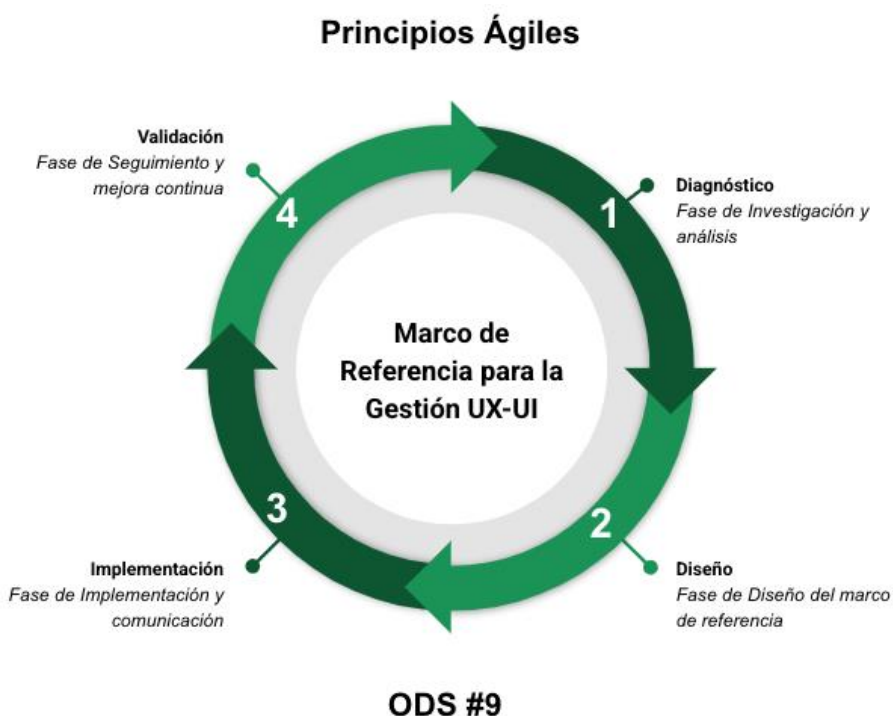 Principios Ágiles
Validación
Fase de Seguimiento y
mejora continua
4
1
Diagnóstico
Fase de Investigación y
análisis
Marco de
Referencia para la
Gestión UX-UI
3
2
Implementación
Fase de Implementación y
comunicación
Diseño
Fase de Diseño del marco
de referencia
ODS #9